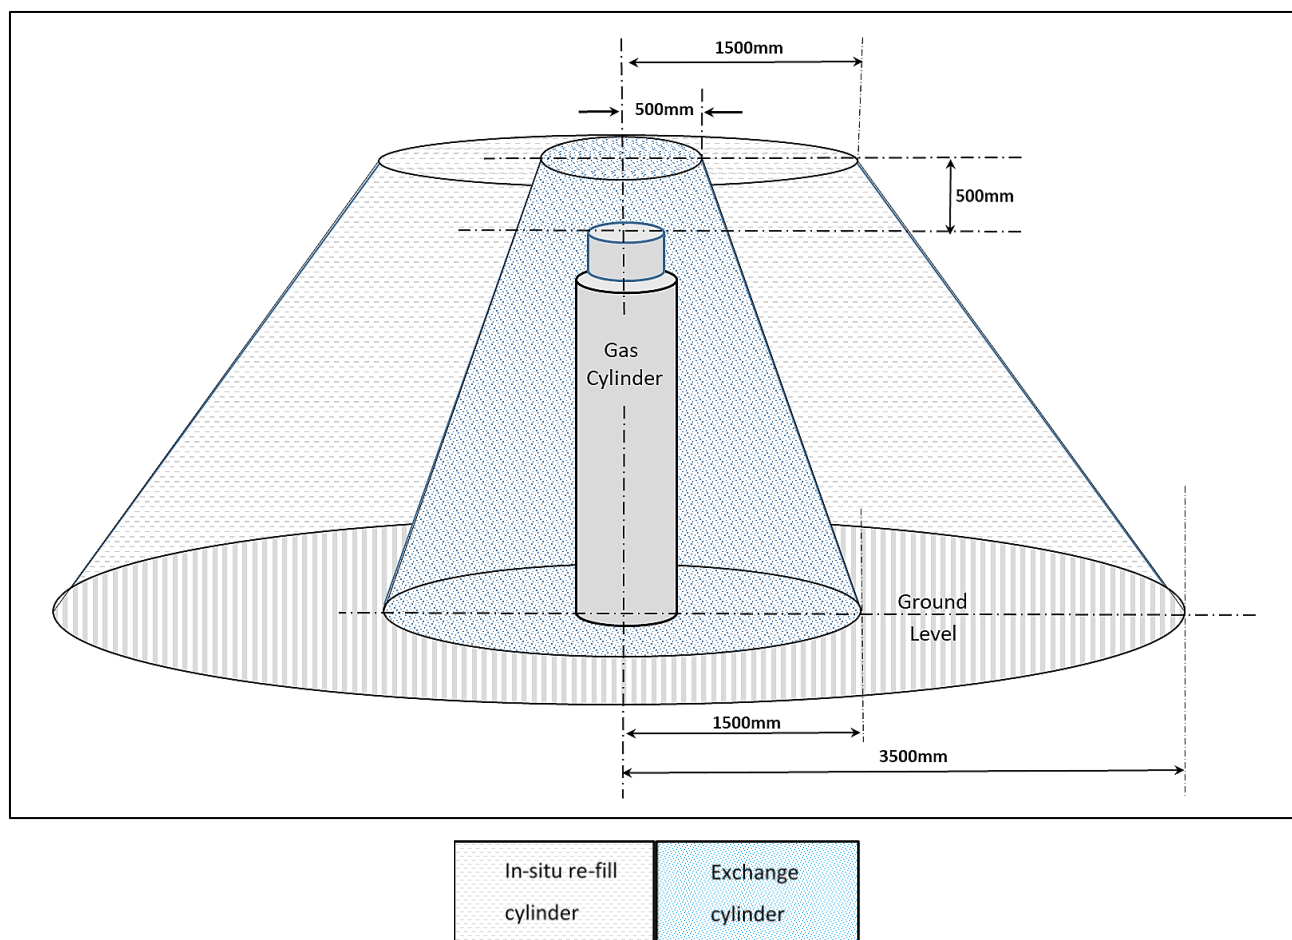 1500mm
500mm
500mm
Gas
Cylinder
Ground
Level
1500mm
3500mm
In-situ re-fill
cylinder
Exchange
cylinder